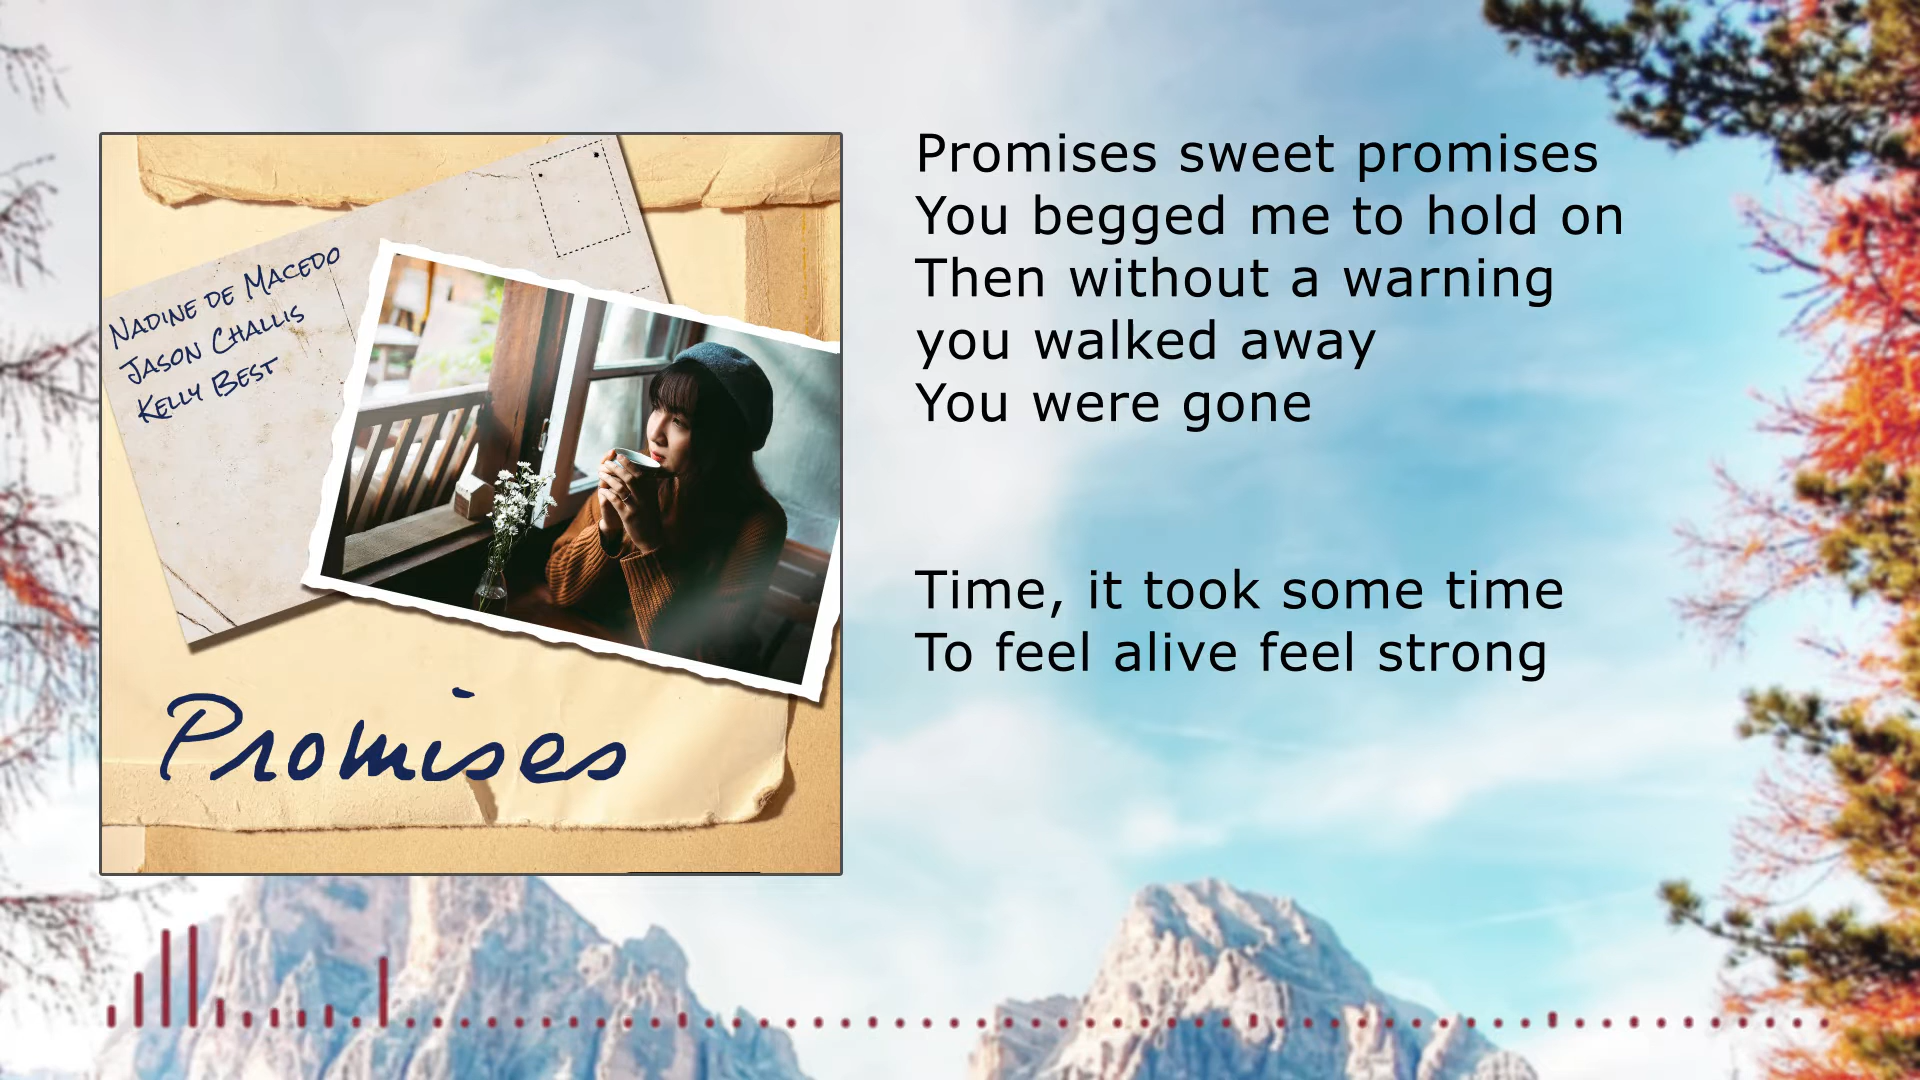 Nadine de Macedo
Jason Challis
Kelly Best
Promises
Promises sweet promises
You begged me to hold on
Then without a warning
you walked away
You were gone
Time, it took some time
To feel alive feel strong